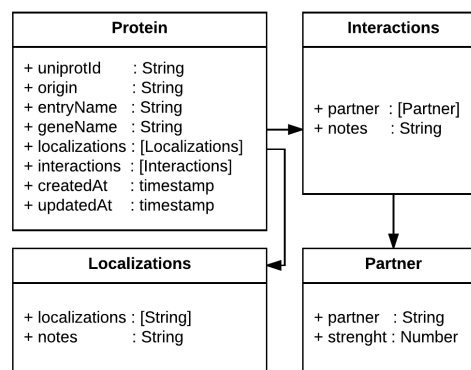 Protein
+ uniprotId : String
+ origin : String
+ entryName : String
+ geneName : String
+ localizations : [Localizations]
+ interactions : [Interactions]
+ createdAt : timestamp
+ updatedAt : timestamp
Interactions
+ partner : [Partner]
+ notes : String
Localizations
+ localizations : [String]
+ notes : String
Partner
+ partner : String
+ strenght : Number